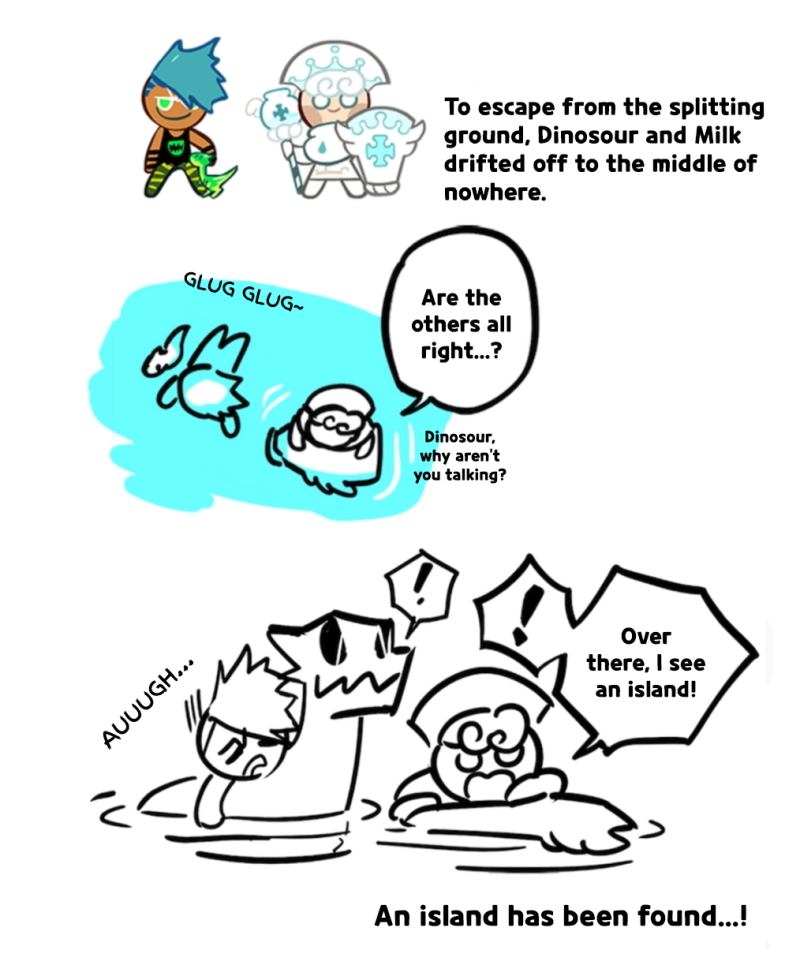 To escape from the splitting
ground, Dinosour and Milk
drifted off to the middle of
nowhere.
GLUG GLUG~
Are the
others all
right...?
Dinosour,
why aren't
you talking?
!
!
Over
there, I see
an island!
AUUUGH...
An island has been found...!